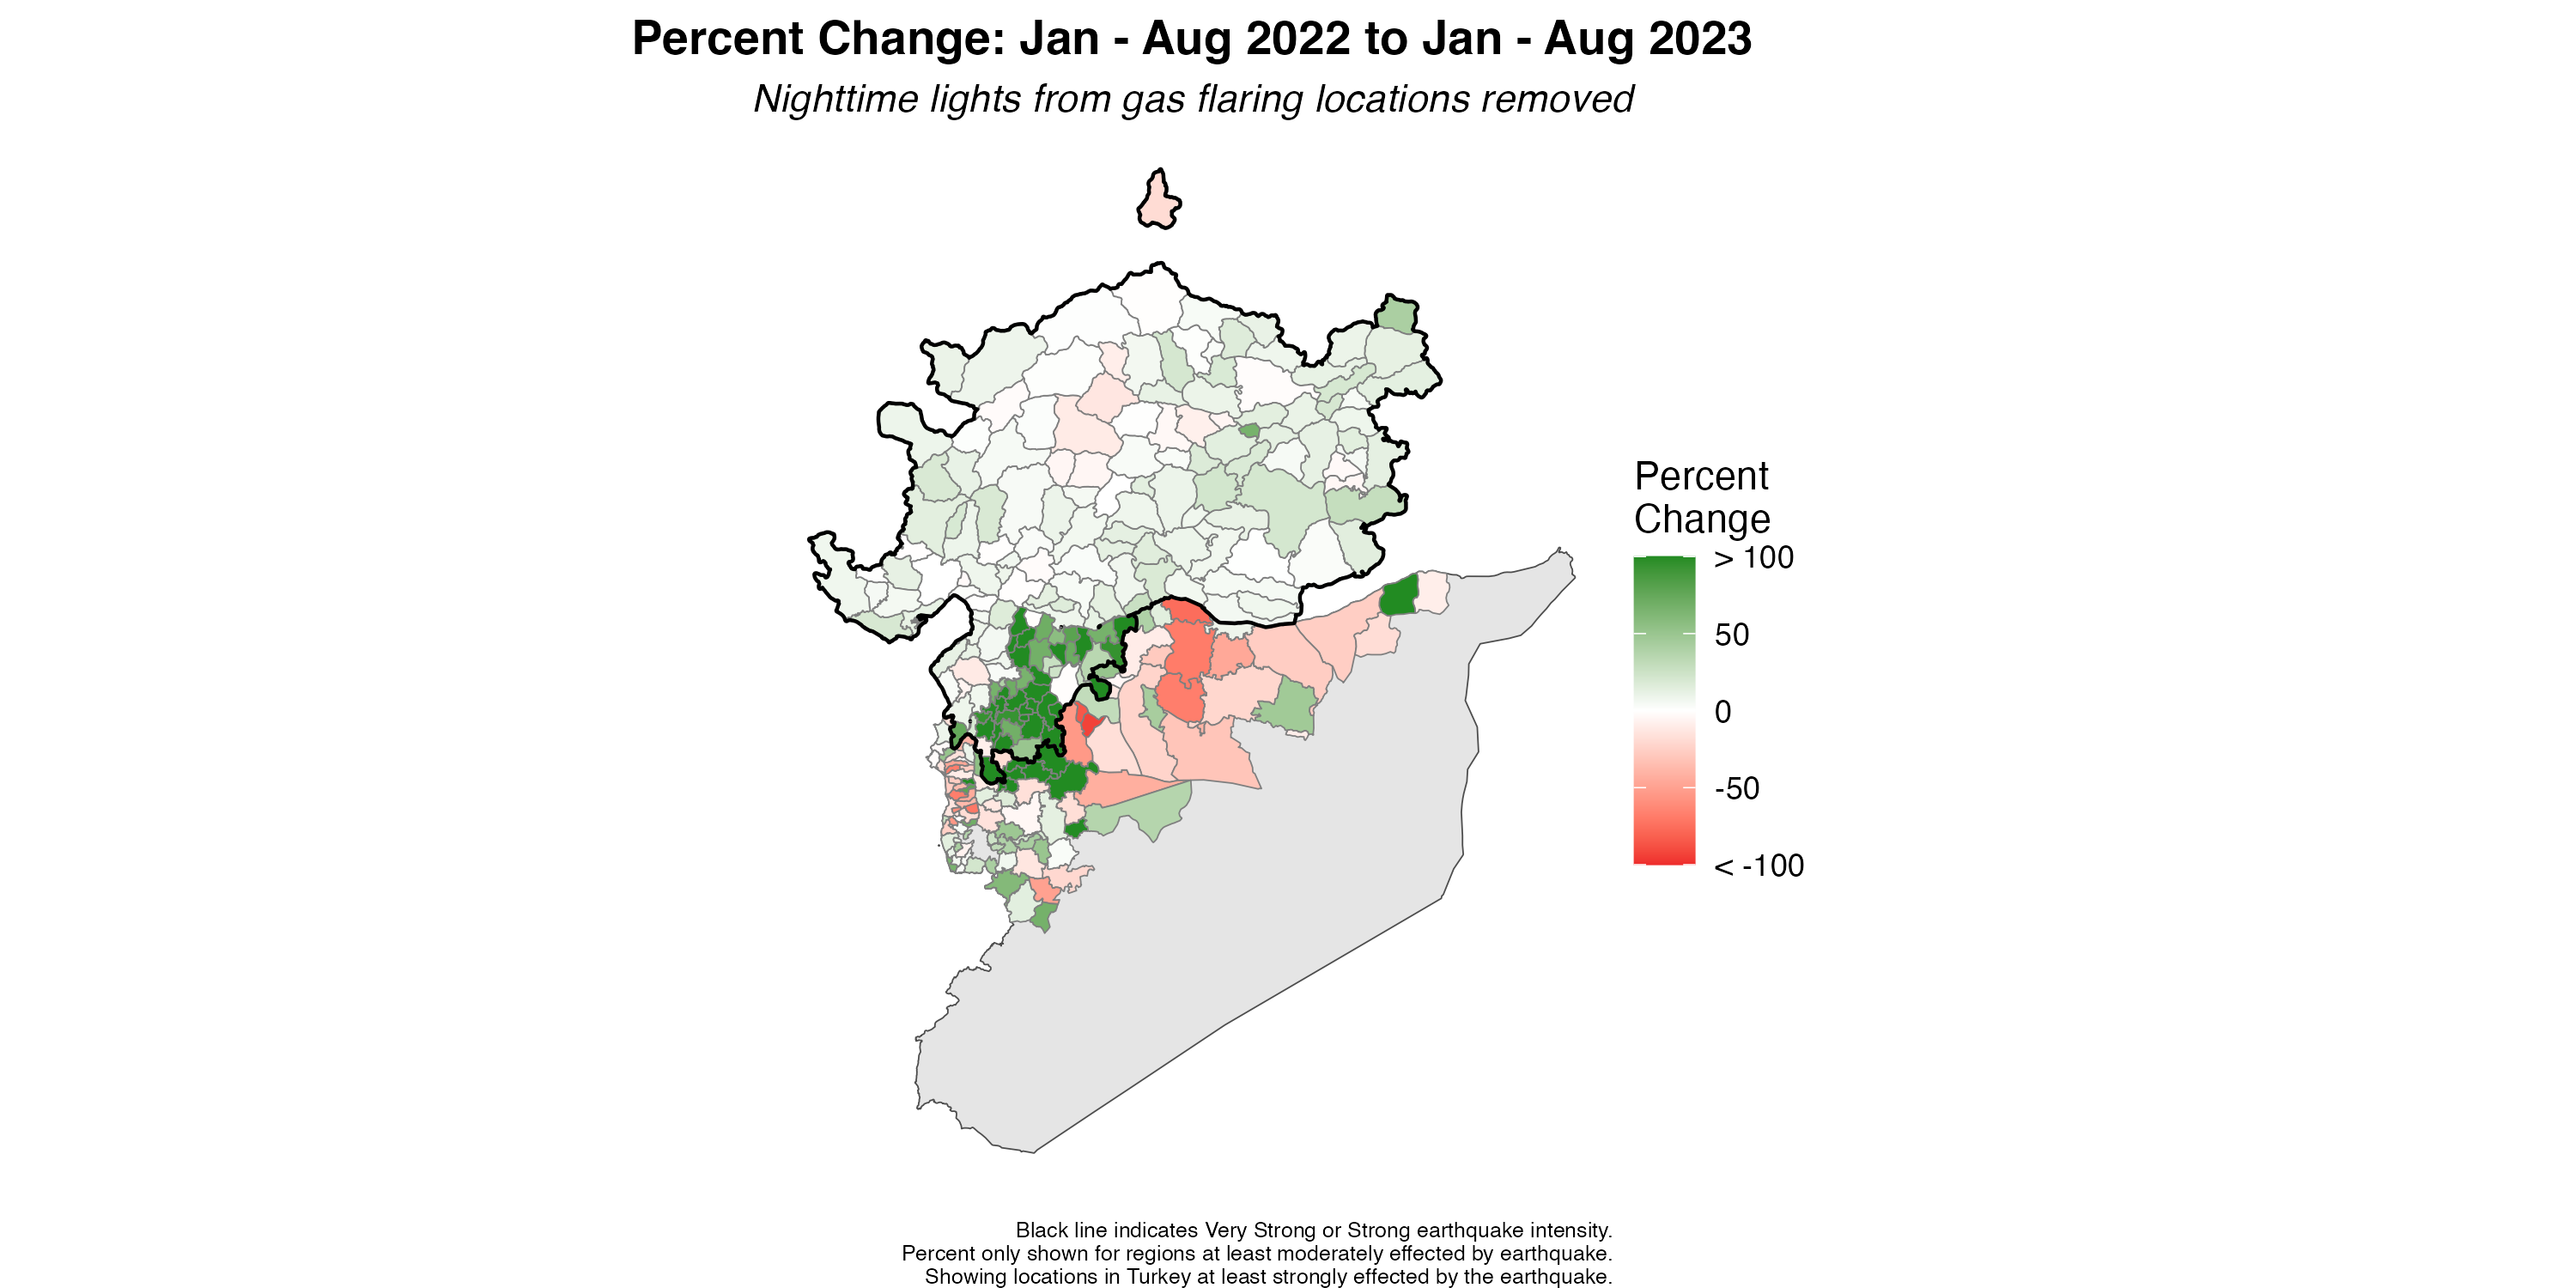 Percent Change: Jan - Aug 2022 to Jan - Aug 2023
Nighttime lights from gas flaring locations removed
Percent
Change
> 100
50
0
-50
< -100
Black line indicates Very Strong or Strong earthquake intensity.
Percent only shown for regions at least moderately effected by earthquake.
Showing locations in Turkey at least strongly effected by the earthquake.